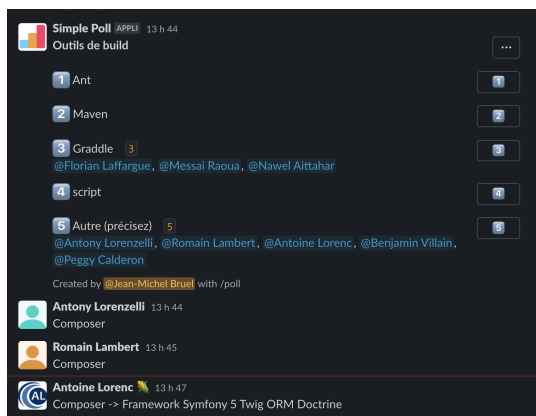 Simple Poll APPLI 13 h 44
Outils de build
...
1 Ant 1
2 Maven 2
3 Graddle 3 3
@Florian Laffargue, @Messai Raoua, @Nawel Aittahar
4 script 4
5 Autre (précisez) 5 5
@Antony Lorenzelli, @Romain Lambert, @Antoine Lorenc, @Benjamin Villain,
@Peggy Calderon
Created by @Jean-Michel Bruel with /poll
Antony Lorenzelli 13 h 44
Composer
Romain Lambert 13 h 45
Composer
AL Antoine Lorenc 13 h 47
Composer -> Framework Symfony 5 Twig ORM Doctrine